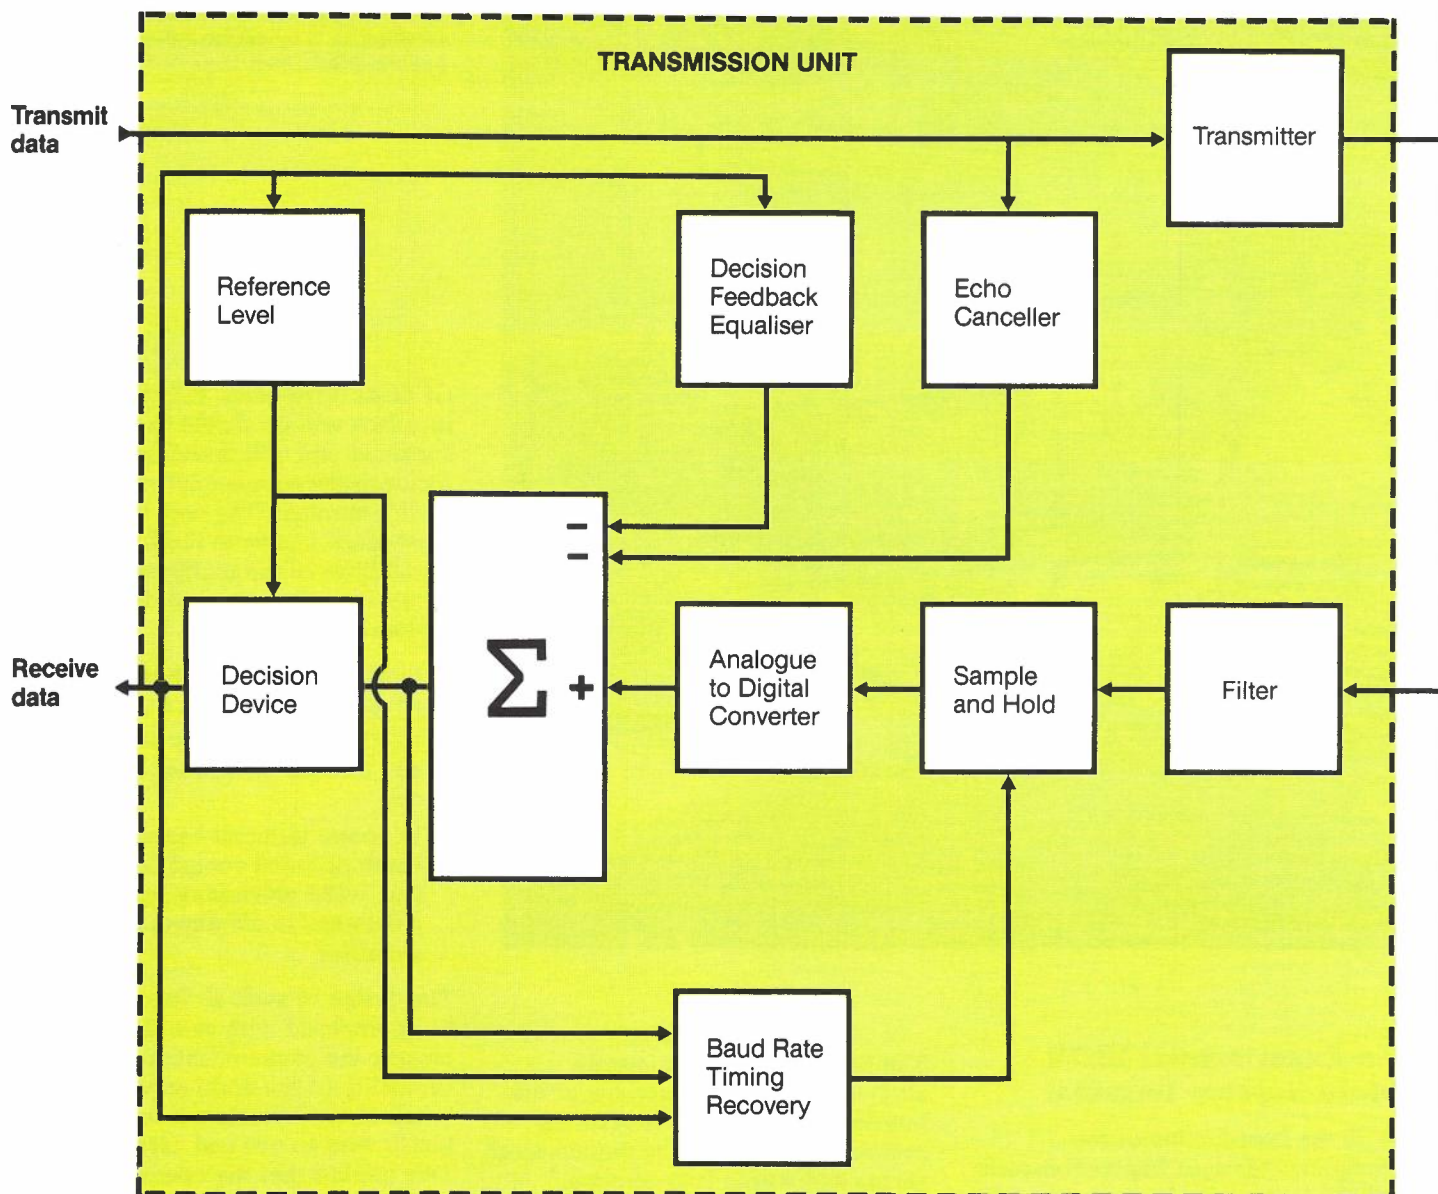 TRANSMISSION UNIT
Transmit
data
Transmitter
Reference
Level
Decision
Feedback
Equaliser
Echo
Canceller
–
–
Receive
data
Decision
Device
Σ +
Analogue
to Digital
Converter
Sample
and Hold
Filter
Baud Rate
Timing
Recovery